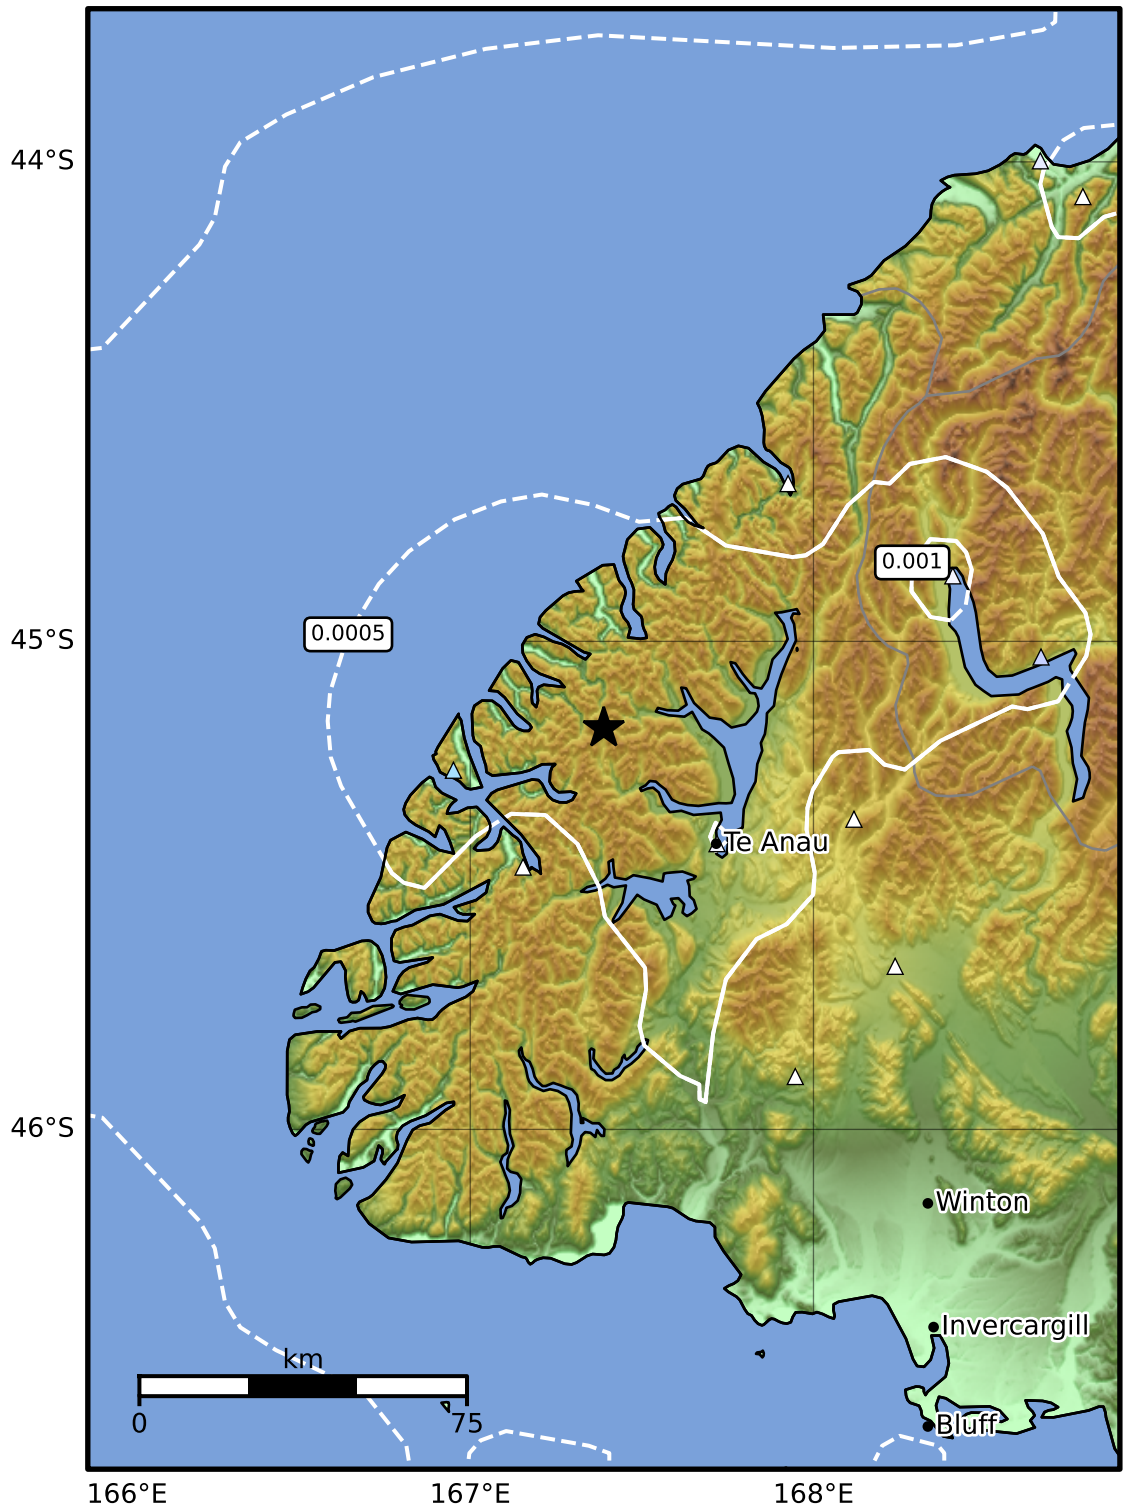 44°S
0.001
0.0005
45°S
Te Anau
46°S
Winton
Invercargill
km
0 75
Bluff
166°E 167°E 168°E